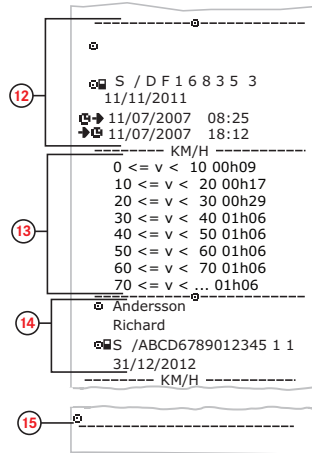 12
S / D F 1 6 8 3 5 3
11/11/2011
11/07/2007 08:25
11/07/2007 18:12
------- KM/H -------
13
0 <= v < 10 00h09
10 <= v < 20 00h17
20 <= v < 30 00h29
30 <= v < 40 01h06
40 <= v < 50 01h06
50 <= v < 60 01h06
60 <= v < 70 01h06
70 <= v < ... 01h06
14
Andersson
Richard
S /ABCD6789012345 1 1
31/12/2012
------- KM/H -------
15